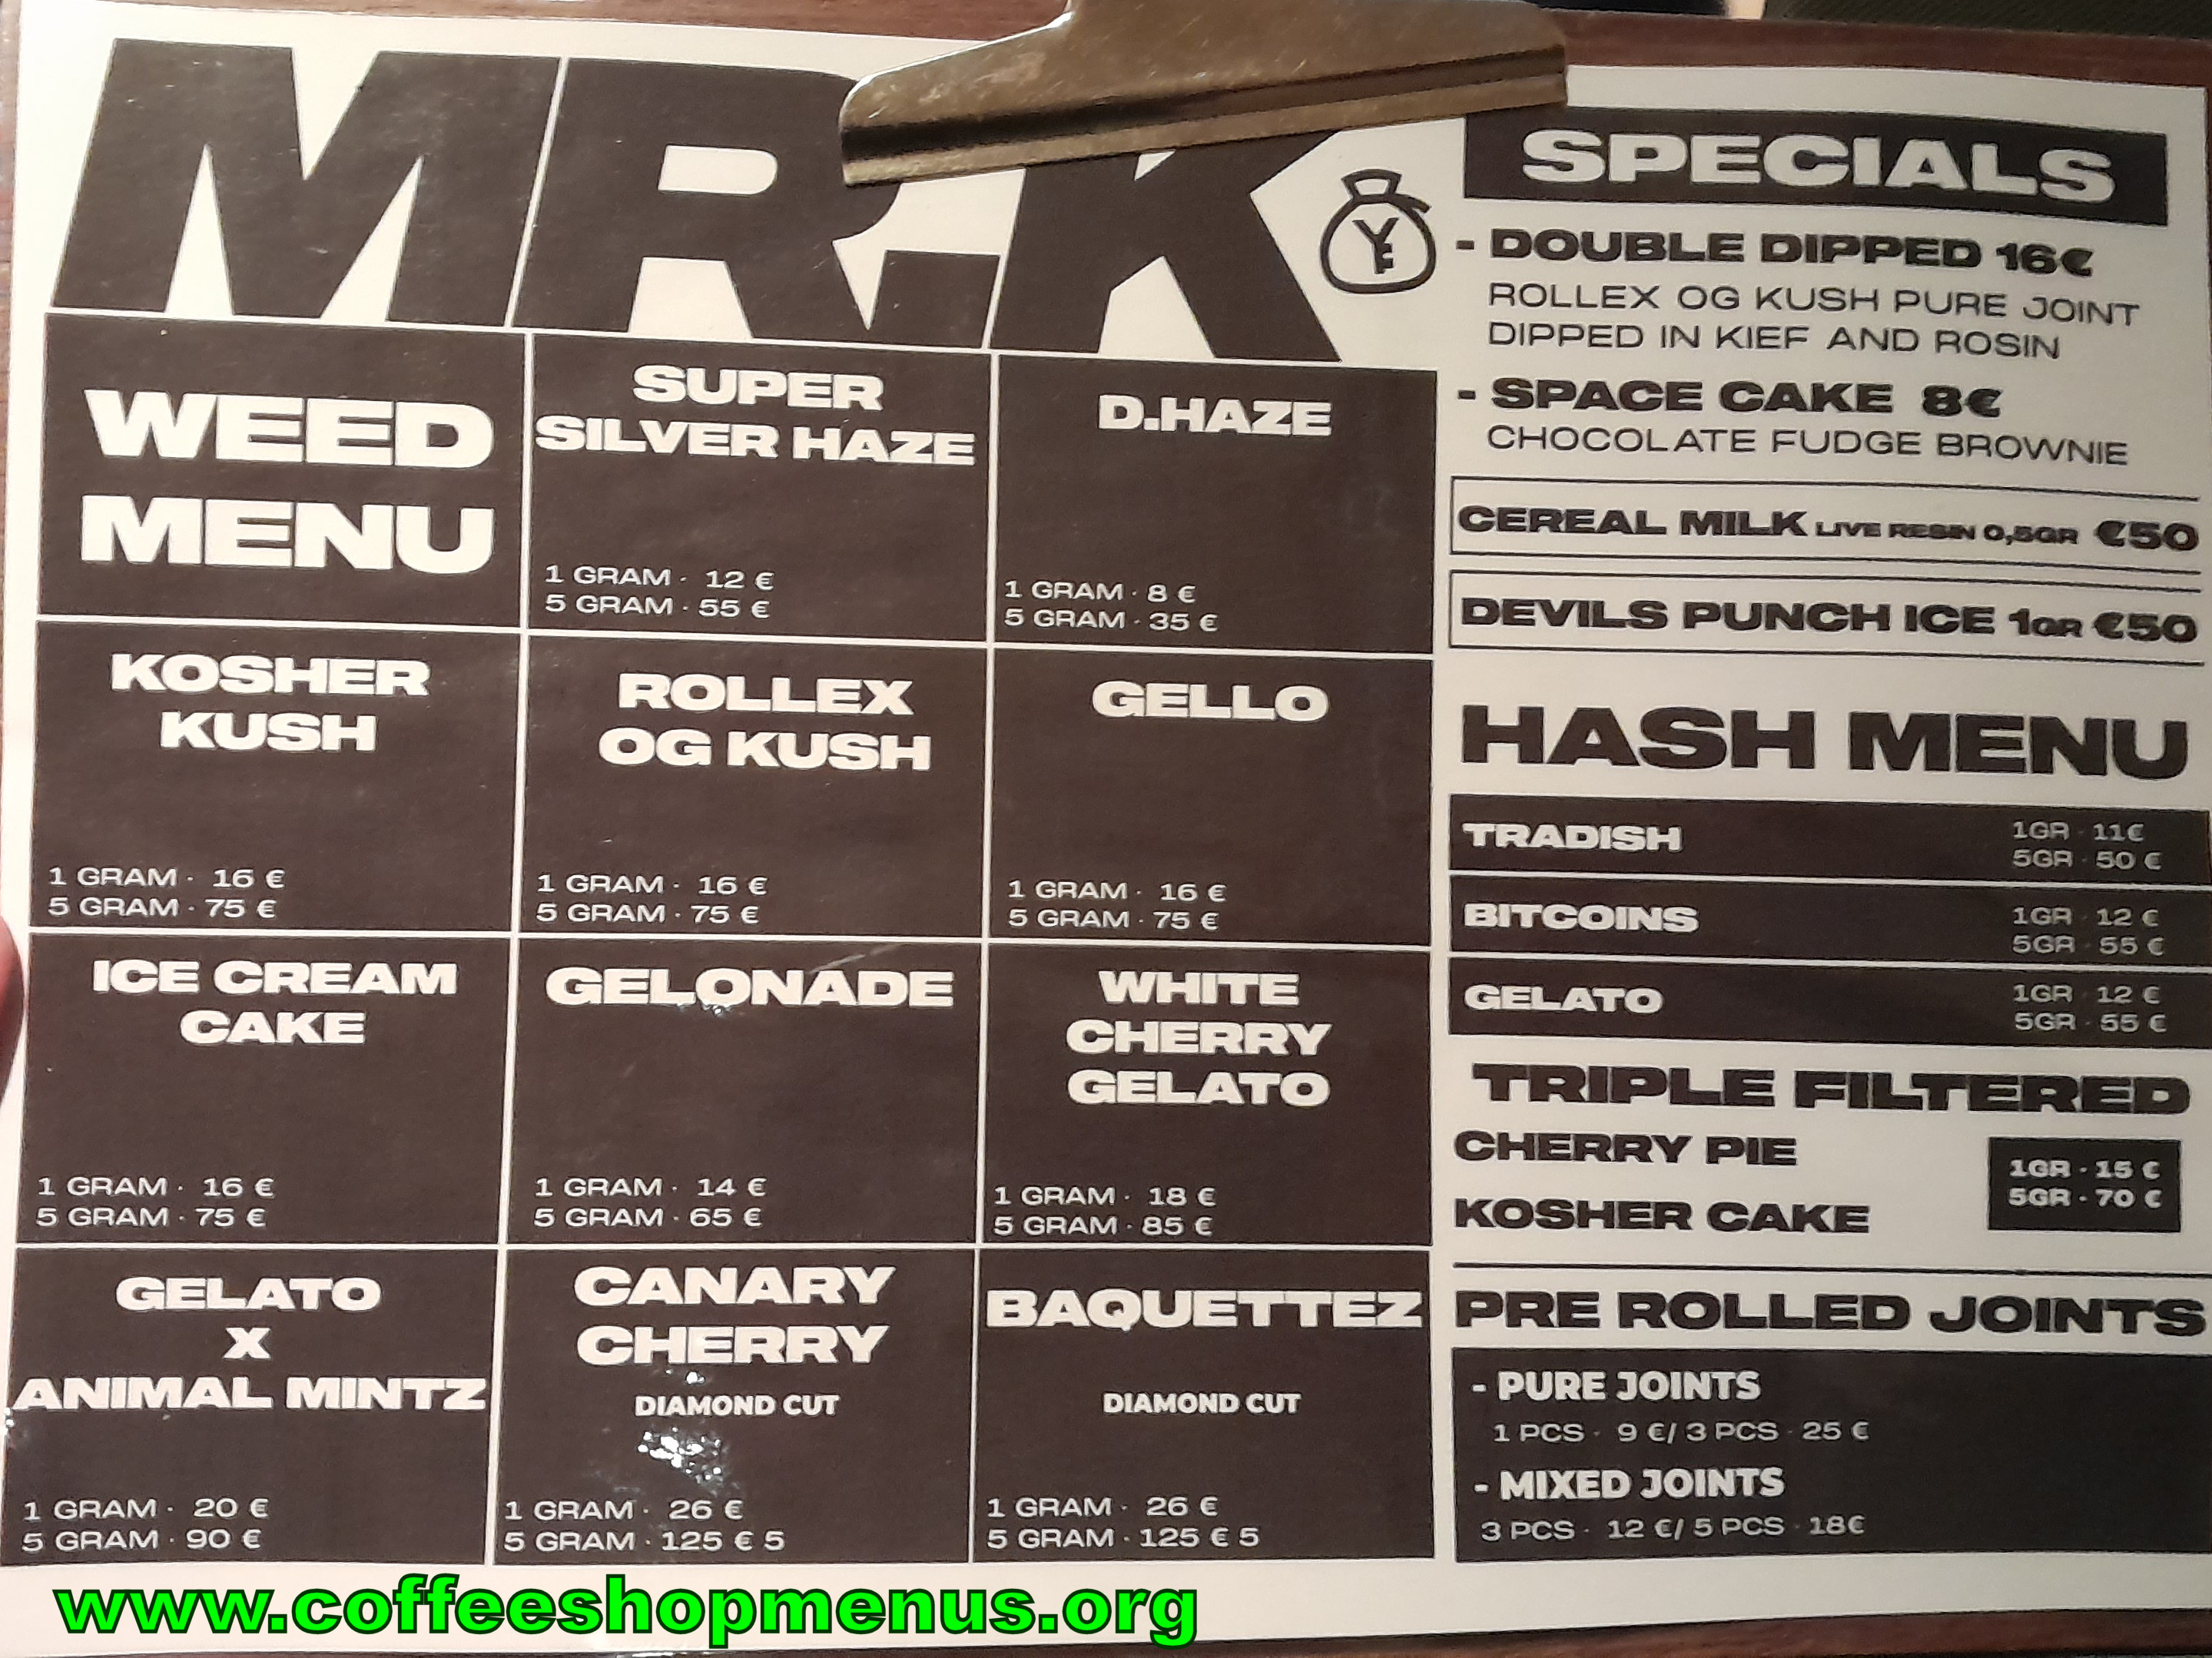 MR.K
WEED
MENU
SUPER
SILVER HAZE
1 GRAM · 12 €
5 GRAM · 55 €
D.HAZE
1 GRAM · 8 €
5 GRAM · 35 €
KOSHER
KUSH
1 GRAM · 16 €
5 GRAM · 75 €
ROLLEX
OG KUSH
1 GRAM · 16 €
5 GRAM · 75 €
GELLO
1 GRAM · 16 €
5 GRAM · 75 €
ICE CREAM
CAKE
1 GRAM · 16 €
5 GRAM · 75 €
GELONADE
1 GRAM · 14 €
5 GRAM · 65 €
WHITE
CHERRY
GELATO
1 GRAM · 18 €
5 GRAM · 85 €
GELATO
X
ANIMAL MINTZ
1 GRAM · 20 €
5 GRAM · 90 €
CANARY
CHERRY
DIAMOND CUT
1 GRAM · 26 €
5 GRAM · 125 € 5
BAQUETTEZ
DIAMOND CUT
1 GRAM · 26 €
5 GRAM · 125 € 5
SPECIALS
- DOUBLE DIPPED 16€
ROLLEX OG KUSH PURE JOINT
DIPPED IN KIEF AND ROSIN
- SPACE CAKE 8€
CHOCOLATE FUDGE BROWNIE
CEREAL MILK LIVE RESIN 0,5GR €50
DEVILS PUNCH ICE 1GR €50
HASH MENU
TRADISH
1GR · 11€
5GR · 50 €
BITCOINS
1GR · 12 €
5GR · 55 €
GELATO
1GR · 12 €
5GR · 55 €
TRIPLE FILTERED
CHERRY PIE
KOSHER CAKE
1GR · 15 €
5GR · 70 €
PRE ROLLED JOINTS
- PURE JOINTS
1 PCS · 9 €/ 3 PCS · 25 €
- MIXED JOINTS
3 PCS · 12 €/ 5 PCS · 18€
www.coffeeshopmenus.org